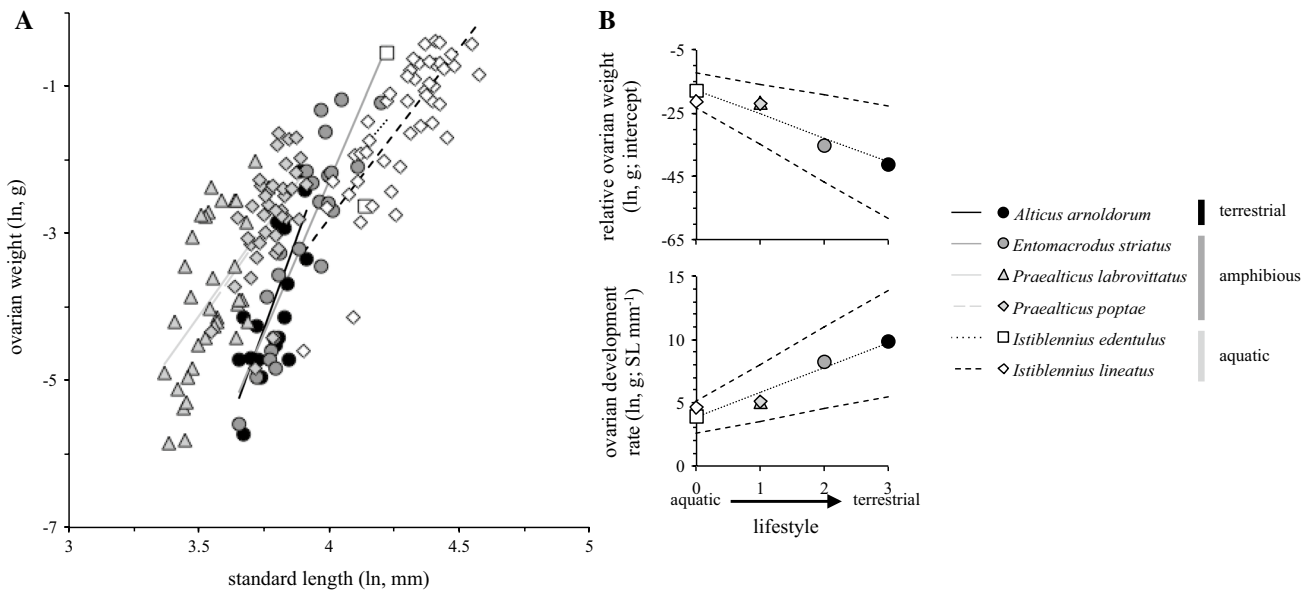 A
ovarian weight (ln, g)
-1
-3
-5
-7
3
3.5
4
4.5
5
standard length (ln, mm)
B
relative ovarian weight
(ln, g; intercept)
-5
-25
-45
-65
ovarian development
rate (ln, g; SL mm-1)
15
10
5
0
0
1
2
3
aquatic
terrestrial
lifestyle
Alticus arnoldorum
Entomacrodus striatus
Praealticus labrovittatus
Praealticus poptae
Istiblennius edentulus
Istiblennius lineatus
terrestrial
amphibious
aquatic